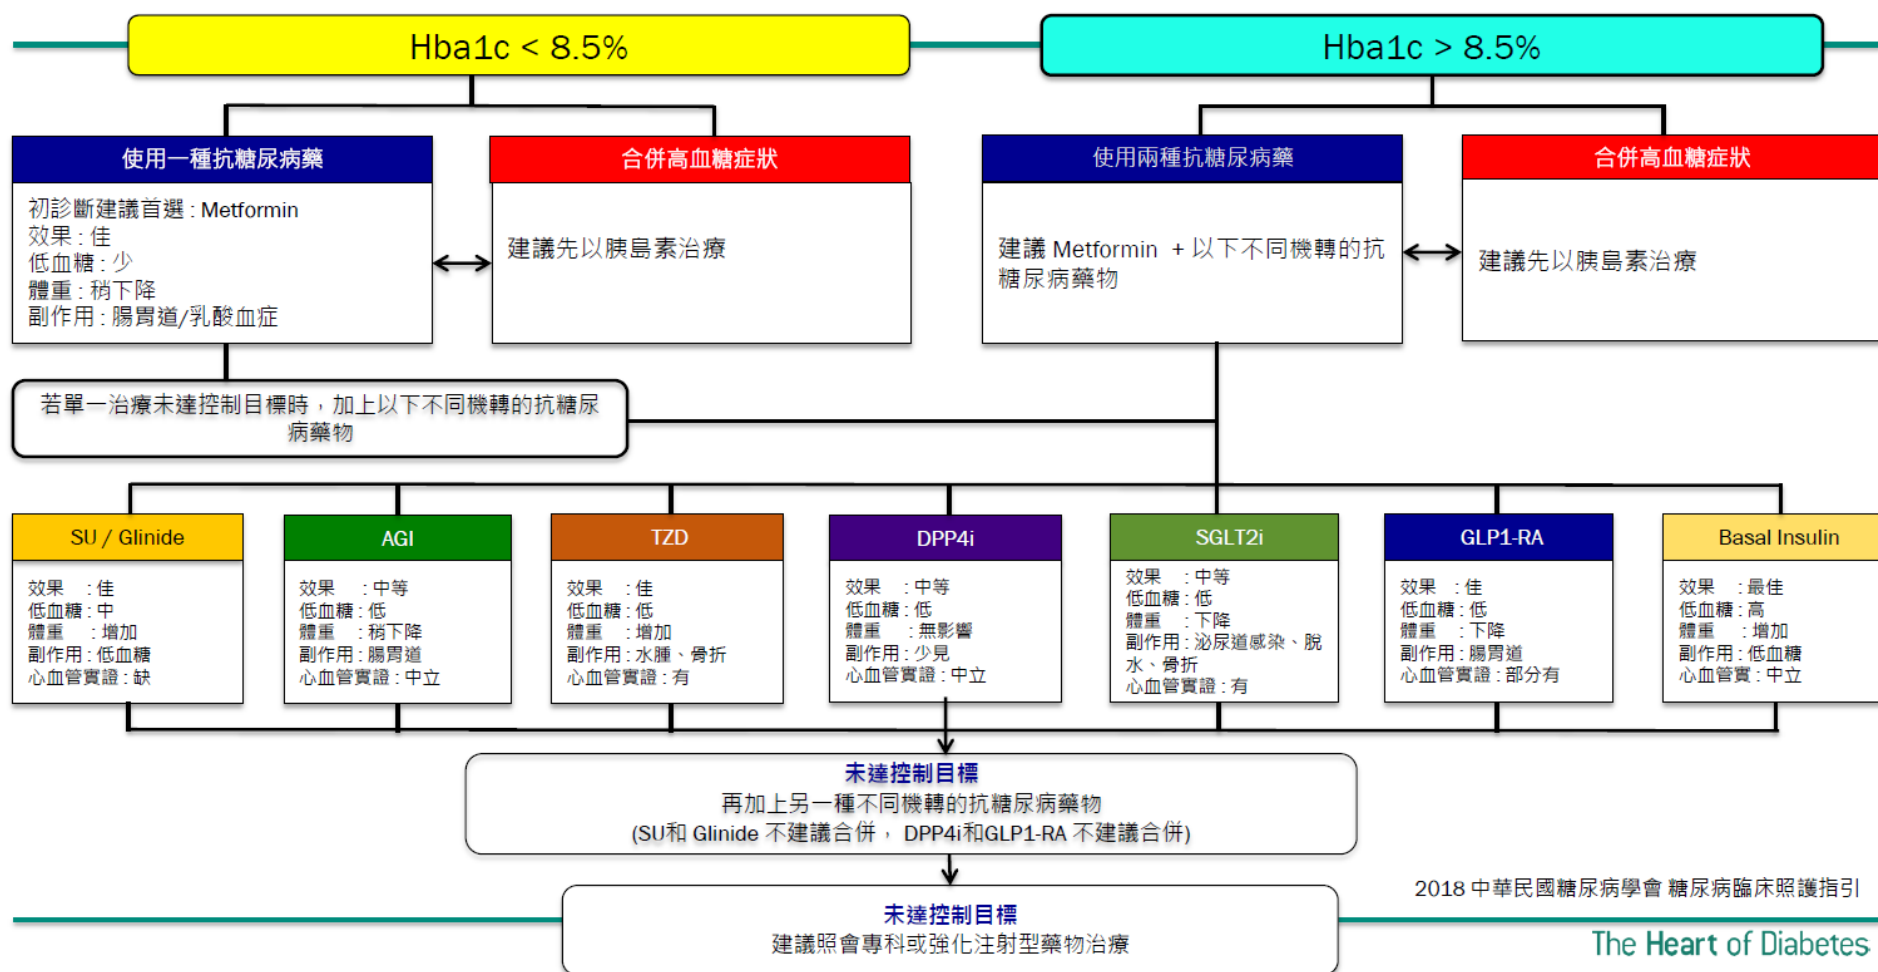 Hba1c < 8.5%
Hba1c > 8.5%
使用一種抗糖尿病藥
初診斷建議首選 : Metformin
效果 : 佳
低血糖 : 少
體重 : 稍下降
副作用 : 腸胃道/乳酸血症
合併高血糖症狀
建議先以胰島素治療
使用兩種抗糖尿病藥
建議 Metformin + 以下不同機轉的抗
糖尿病藥物
合併高血糖症狀
建議先以胰島素治療
若單一治療未達控制目標時，加上以下不同機轉的抗糖尿
病藥物
SU / Glinide
效果 : 佳
低血糖 : 中
體重 : 增加
副作用 : 低血糖
心血管實證 : 缺
AGI
效果 : 中等
低血糖 : 低
體重 : 稍下降
副作用 : 腸胃道
心血管實證 : 中立
TZD
效果 : 佳
低血糖 : 低
體重 : 增加
副作用 : 水腫、骨折
心血管實證 : 有
DPP4i
效果 : 中等
低血糖 : 低
體重 : 無影響
副作用 : 少見
心血管實證 : 中立
SGLT2i
效果 : 中等
低血糖 : 低
體重 : 下降
副作用 : 泌尿道感染、脫
水、骨折
心血管實證 : 有
GLP1-RA
效果 : 佳
低血糖 : 低
體重 : 下降
副作用 : 腸胃道
心血管實證 : 部分有
Basal Insulin
效果 : 最佳
低血糖 : 高
體重 : 增加
副作用 : 低血糖
心血管實 : 中立
未達控制目標
再加上另一種不同機轉的抗糖尿病藥物
(SU和 Glinide 不建議合併， DPP4i和GLP1-RA 不建議合併)
未達控制目標
建議照會專科或強化注射型藥物治療
2018 中華民國糖尿病學會 糖尿病臨床照護指引
The Heart of Diabetes